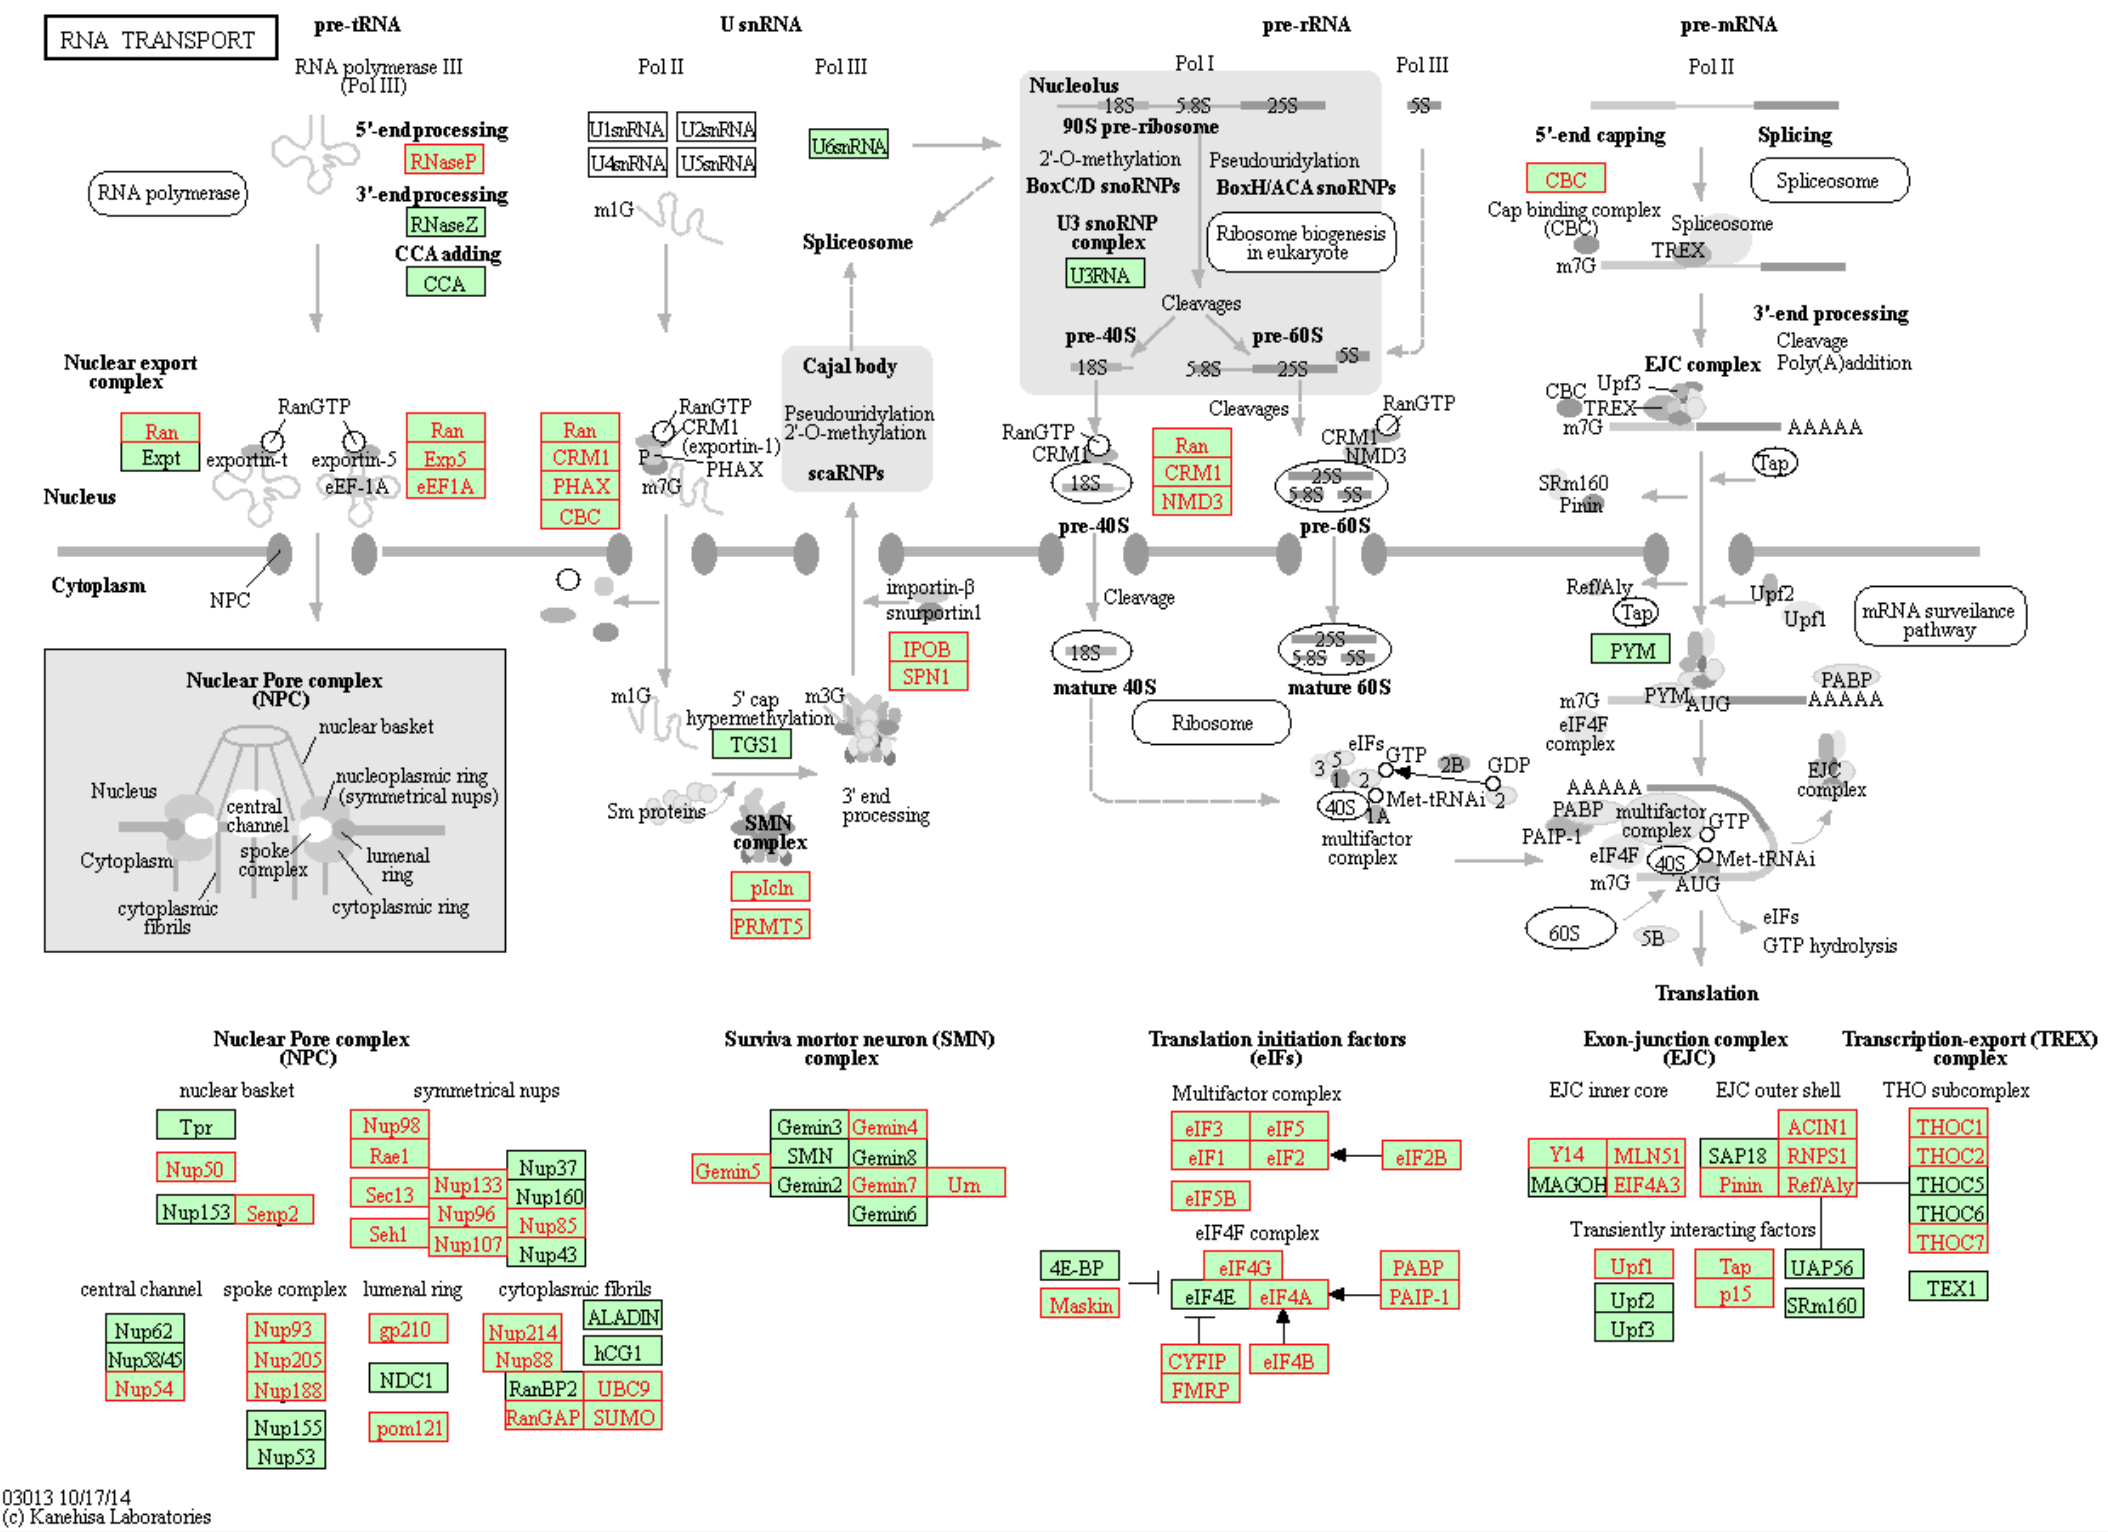 RNA TRANSPORT
pre-tRNA
RNA polymerase III
(Pol III)
5'-end processing
RNaseP
3'-end processing
RNaseZ
CCA adding
CCA
RNA polymerase
U snRNA
Pol II
Pol III
U1snRNA
U2snRNA
U4snRNA
U5snRNA
U6snRNA
m1G
Spliceosome
pre-rRNA
Pol I
Pol III
Nucleolus
18S
5.8S
25S
5S
90S pre-ribosome
2'-O-methylation
Pseudouridylation
BoxC/D snoRNPs
BoxH/ACA snoRNPs
U3 snoRNP
complex
U3RNA
Ribosome biogenesis
in eukaryote
Cleavages
pre-40S
pre-60S
18S
5.8S
25S
5S
pre-mRNA
Pol II
5'-end capping
Splicing
CBC
Spliceosome
Cap binding complex
(CBC)
Spliceosome
TREX
m7G
3'-end processing
Cleavage
Poly(A)addition
EJC complex
CBC
Upf3
TREX
m7G
AAAAA
Nuclear export
complex
Ran
Expt
RanGTP
exportin-t
exportin-5
eEF-1A
Ran
Exp5
eEF1A
Ran
CRM1
PHAX
CBC
RanGTP
CRM1
(exportin-1)
P
PHAX
m7G
Cajal body
Pseudouridylation
2'-O-methylation
scaRNPs
RanGTP
CRM1
18S
pre-40S
Ran
CRM1
NMD3
Cleavages
RanGTP
CRM1
NMD3
25S
5.8S
5S
pre-60S
Tap
SRm160
Pinin
Nucleus
Cytoplasm
NPC
importin-β
snurportin1
IPOB
SPN1
Cleavage
18S
mature 40S
25S
5.8S
5S
mature 60S
Ribosome
Ref/Aly
Tap
Upf2
Upf1
mRNA surveilance
pathway
PYM
PABP
m7G
PYM
AUG
AAAAA
eIF4F
complex
Nuclear Pore complex
(NPC)
nuclear basket
nucleoplasmic ring
(symmetrical nups)
Nucleus
central
channel
Cytoplasm
spoke
complex
lumenal
ring
cytoplasmic
fibrils
cytoplasmic ring
m1G
5' cap
hypermethylation
m3G
TGS1
Sm proteins
3' end
processing
SMN
complex
pIcln
PRMT5
eIFs
3
5
1
2
GTP
2B
GDP
2
40S
Met-tRNAi
1A
multifactor
complex
EJC
complex
AAAAA
PABP
multifactor
complex
GTP
PAIP-1
eIF4F
40S
Met-tRNAi
m7G
AUG
60S
5B
eIFs
GTP hydrolysis
Translation
Nuclear Pore complex
(NPC)
nuclear basket
symmetrical nups
Tpr
Nup50
Nup153
Senp2
Nup98
Rae1
Sec13
Seh1
Nup133
Nup96
Nup107
Nup37
Nup160
Nup85
Nup43
central channel
spoke complex
lumenal ring
cytoplasmic fibrils
Nup62
Nup58/45
Nup54
Nup93
Nup205
Nup188
Nup155
Nup53
gp210
NDC1
pom121
Nup214
Nup88
ALADIN
hCG1
RanBP2
UBC9
RanGAP
SUMO
Surviva mortor neuron (SMN)
complex
Gemin5
Gemin3
Gemin4
SMN
Gemin8
Gemin2
Gemin7
Urn
Gemin6
Translation initiation factors
(eIFs)
Multifactor complex
eIF3
eIF5
eIF1
eIF2
eIF2B
eIF5B
eIF4F complex
4E-BP
Maskin
eIF4G
eIF4E
eIF4A
PABP
PAIP-1
CYFIP
FMRP
eIF4B
Exon-junction complex
(EJC)
EJC inner core
EJC outer shell
Y14
MLN51
MAGOH
EIF4A3
ACIN1
SAP18
RNPS1
Pinin
Ref/Aly
Transiently interacting factors
Upf1
Upf2
Upf3
Tap
p15
UAP56
SRm160
Transcription-export (TREX)
complex
THO subcomplex
THOC1
THOC2
THOC5
THOC6
THOC7
TEX1
03013 10/17/14
(c) Kanehisa Laboratories